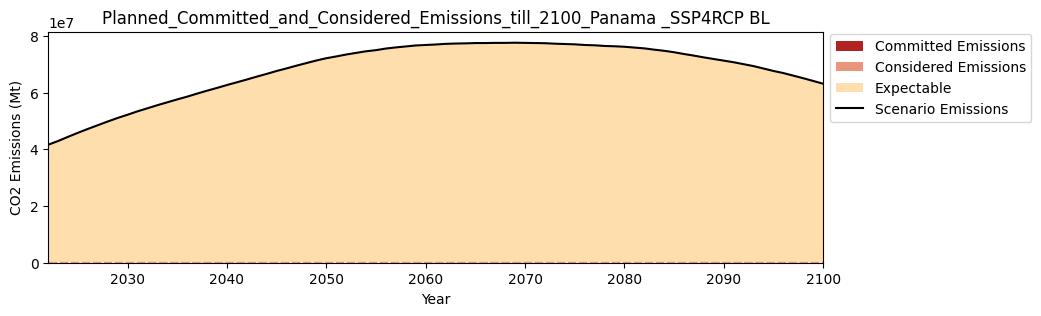 Planned_Committed_and_Considered_Emissions_till_2100_Panama _SSP4RCP BL
1e7
8
6
4
2
0
CO2 Emissions (Mt)
2030 2040 2050 2060 2070 2080 2090 2100
Year
Committed Emissions
Considered Emissions
Expectable
Scenario Emissions